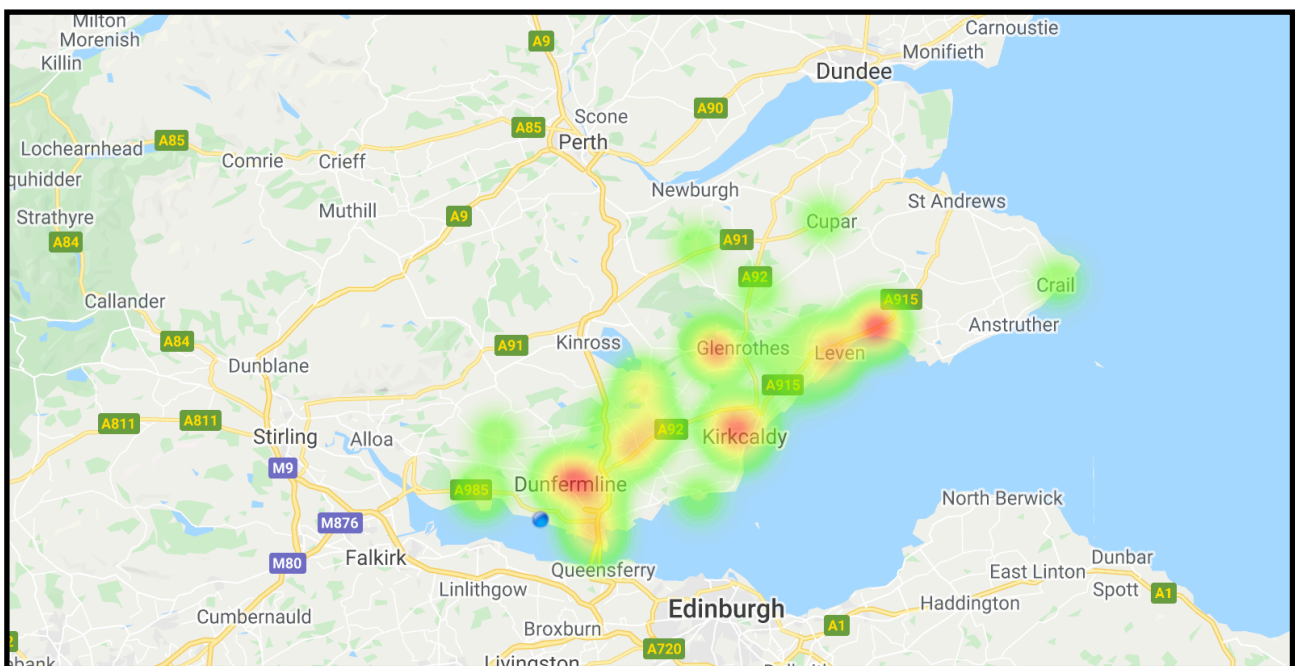 Milton
Morenish
Killin
A9
Carnoustie
Monifieth
Dundee
A90
Scone
A85
Perth
A85
Lochearnhead
Comrie
Crieff
quhidder
Strathyre
A84
Muthill
A9
Newburgh
Cupar
St Andrews
A91
A92
Crail
Callander
A915
Anstruther
A84
Dunblane
A91
Kinross
Glenrothes
Leven
A915
A811
A811
Stirling
Alloa
A92
Kirkcaldy
M9
A985
Dunfermline
North Berwick
M876
Falkirk
M80
Queensferry
Linlithgow
Dunbar
East Linton
Spott
A1
Edinburgh
Haddington
Cumbernauld
Broxburn
A1
A720
Livingston